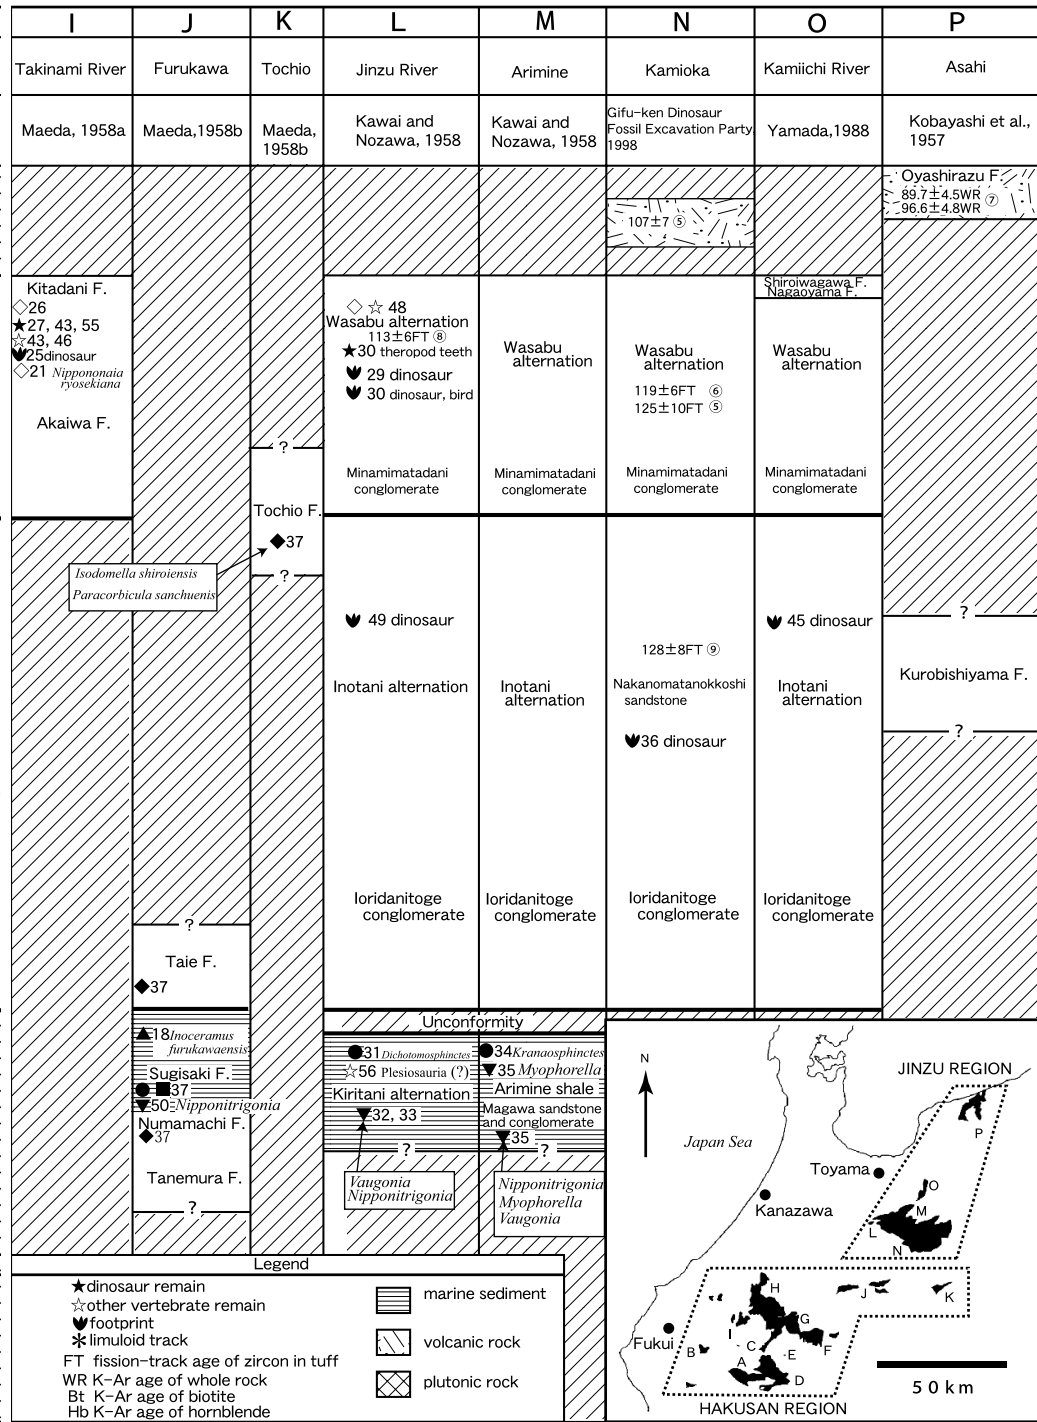 I J K L M N O P
Takinami River Furukawa Tochio Jinzu River Arimine Kamioka Kamiichi River Asahi
Maeda, 1958a
Maeda,1958b
Maeda,
1958b
Kawai and
Nozawa, 1958
Kawai and
Nozawa, 1958
Gifu-ken Dinosaur
Fossil Excavation Party,
1998
Yamada,1988
Kobayashi et al.,
1957
Kitadani F.
◇26
★27, 43, 55
☆43, 46
25dinosaur
◇21 Nippononaia
ryosekiana
Akaiwa F.
?
Taie F.
◆37
▲18Inoceramus
furukawaensis
Sugisaki F.
●■37
▼50 Nipponitrigonia
Numamachi F.
◆37
Tanemura F.
?
?
Tochio F.
◆37
?
Isodomella shiroiensis
Paracorbicula sanchuenis
◇☆ 48
Wasabu alternation
113±6FT ⑧
★30 theropod teeth
29 dinosaur
30 dinosaur, bird
Minamimatadani
conglomerate
49 dinosaur
Inotani alternation
Ioridanitoge
conglomerate
Unconformity
●31Dichotomosphinctes
☆56 Plesiosauria (?)
Kiritani alternation
▼32, 33
?
Vaugonia
Nipponitrigonia
Wasabu
alternation
Minamimatadani
conglomerate
Inotani
alternation
Ioridanitoge
conglomerate
●34Kranaosphinctes
▼35 Myophorella
Arimine shale
Magawa sandstone
and conglomerate
▼35
?
Nipponitrigonia
Myophorella
Vaugonia
107±7 ⑤
Wasabu
alternation
119±6FT ⑥
125±10FT ⑤
Minamimatadani
conglomerate
128±8FT ⑨
Nakanomatanokkoshi
sandstone
36 dinosaur
Ioridanitoge
conglomerate
Shiroiwagawa F.
Nagaoyama F.
Wasabu
alternation
Minamimatadani
conglomerate
45 dinosaur
Inotani
alternation
Ioridanitoge
conglomerate
Oyashirazu F.
89.7±4.5WR ⑦
96.6±4.8WR
?
Kurobishiyama F.
?
Legend
★dinosaur remain
☆other vertebrate remain
footprint
✻limuloid track
FT fission-track age of zircon in tuff
WR K-Ar age of whole rock
Bt K-Ar age of biotite
Hb K-Ar age of hornblende
marine sediment
volcanic rock
plutonic rock
N
JINZU REGION
Japan Sea
P
Toyama
O
Kanazawa
M
L
N
H
J
K
G
I
Fukui
B
C
F
E
A
D
50km
HAKUSAN REGION